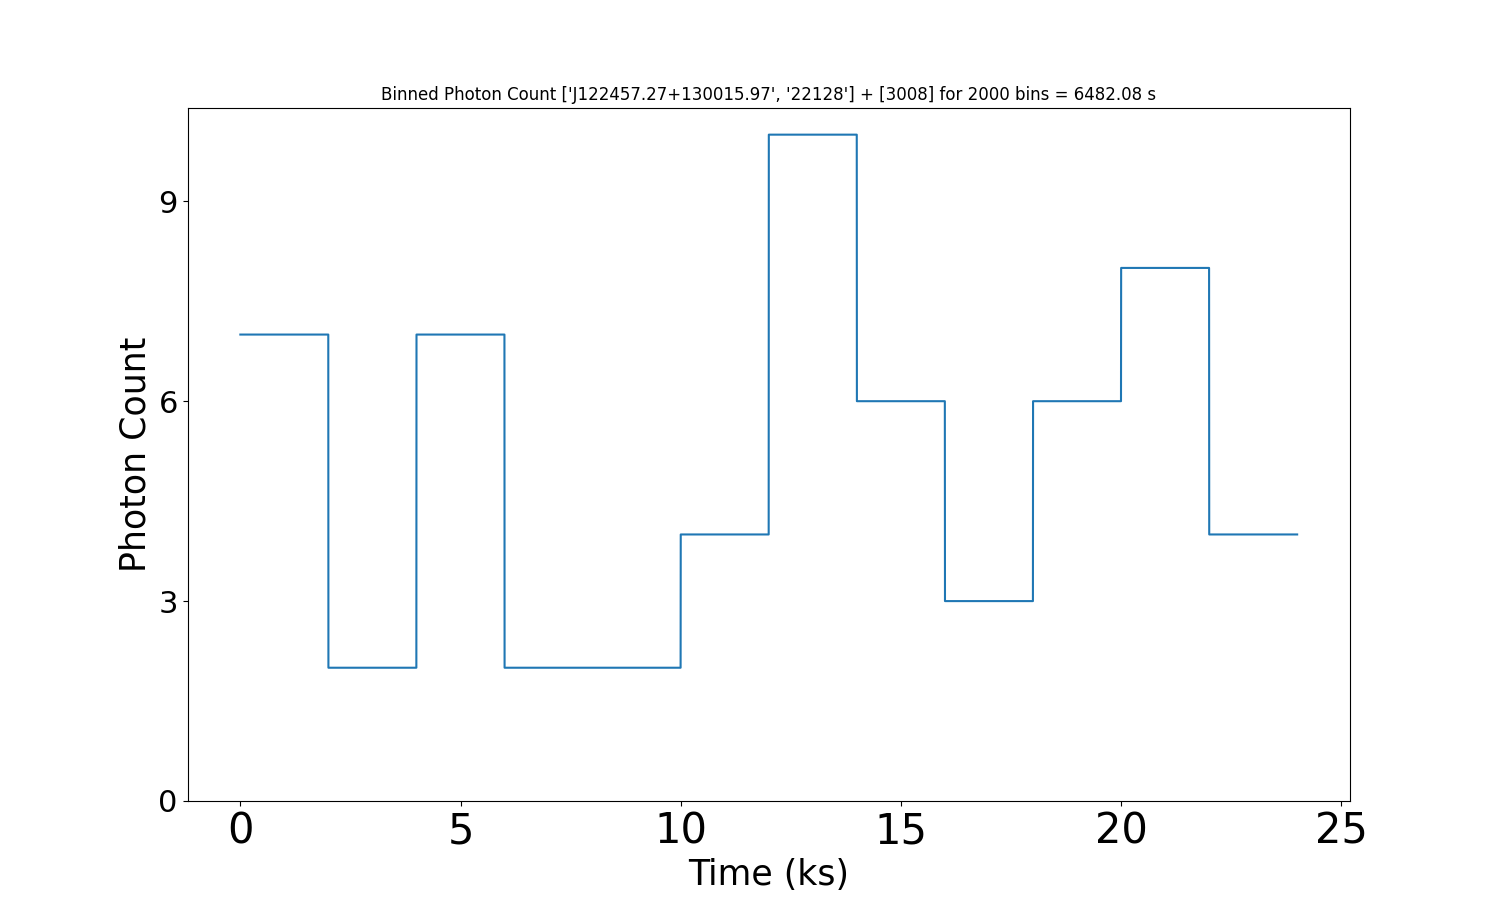 Binned Photon Count ['J122457.27+130015.97', '22128'] + [3008] for 2000 bins = 6482.08 s
Photon Count
9
6
3
0
0 5 10 15 20 25
Time (ks)